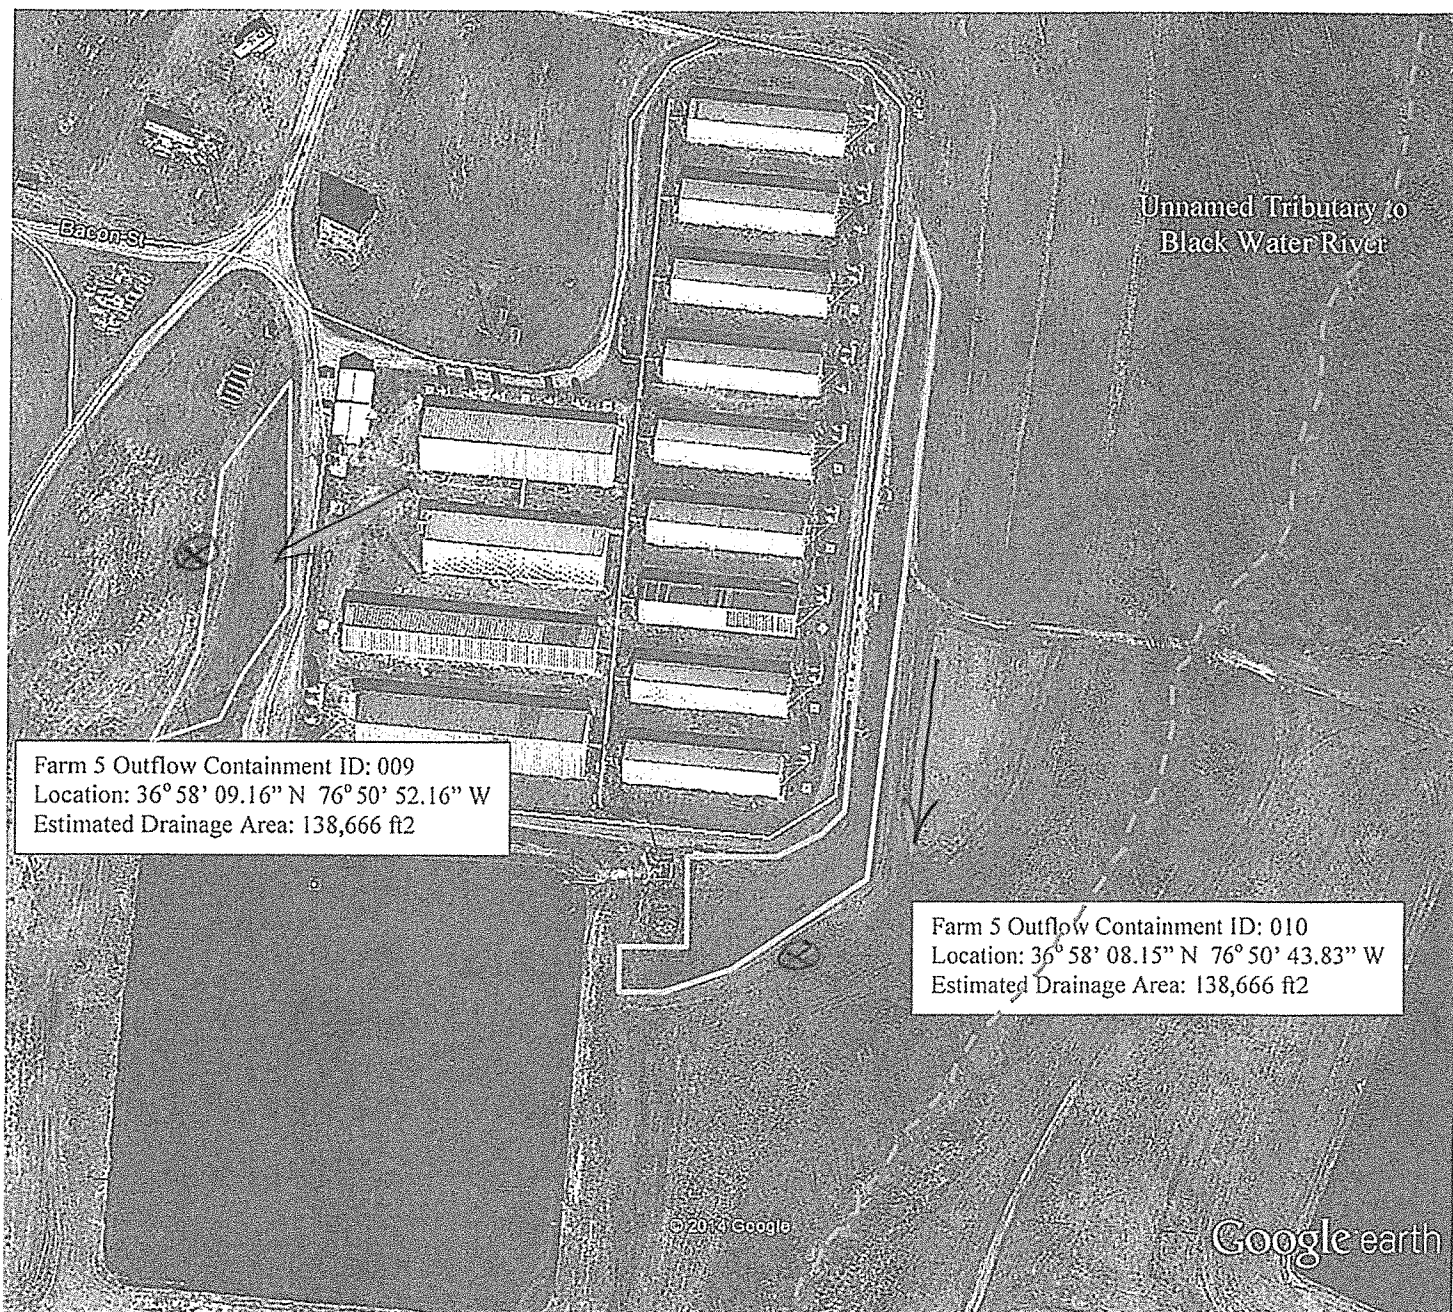 Unnamed Tributary to
Black Water River
Bacon St
Farm 5 Outflow Containment ID: 009
Location: 36° 58' 09.16" N 76° 50' 52.16" W
Estimated Drainage Area: 138,666 ft2
Farm 5 Outflow Containment ID: 010
Location: 36° 58' 08.15" N 76° 50' 43.83" W
Estimated Drainage Area: 138,666 ft2
© 2014 Google
Google earth